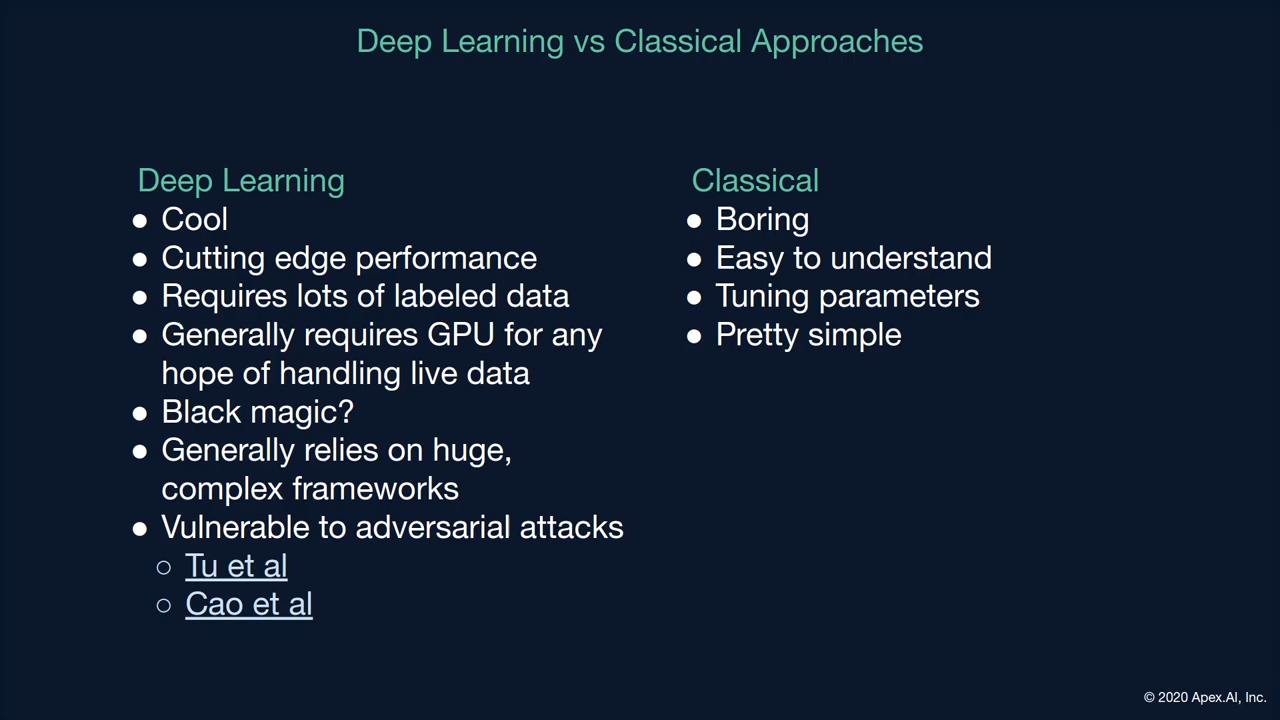 Deep Learning vs Classical Approaches
Deep Learning
● Cool
● Cutting edge performance
● Requires lots of labeled data
● Generally requires GPU for any
hope of handling live data
● Black magic?
● Generally relies on huge,
complex frameworks
● Vulnerable to adversarial attacks
○ Tu et al
○ Cao et al
Classical
● Boring
● Easy to understand
● Tuning parameters
● Pretty simple
© 2020 Apex.AI, Inc.